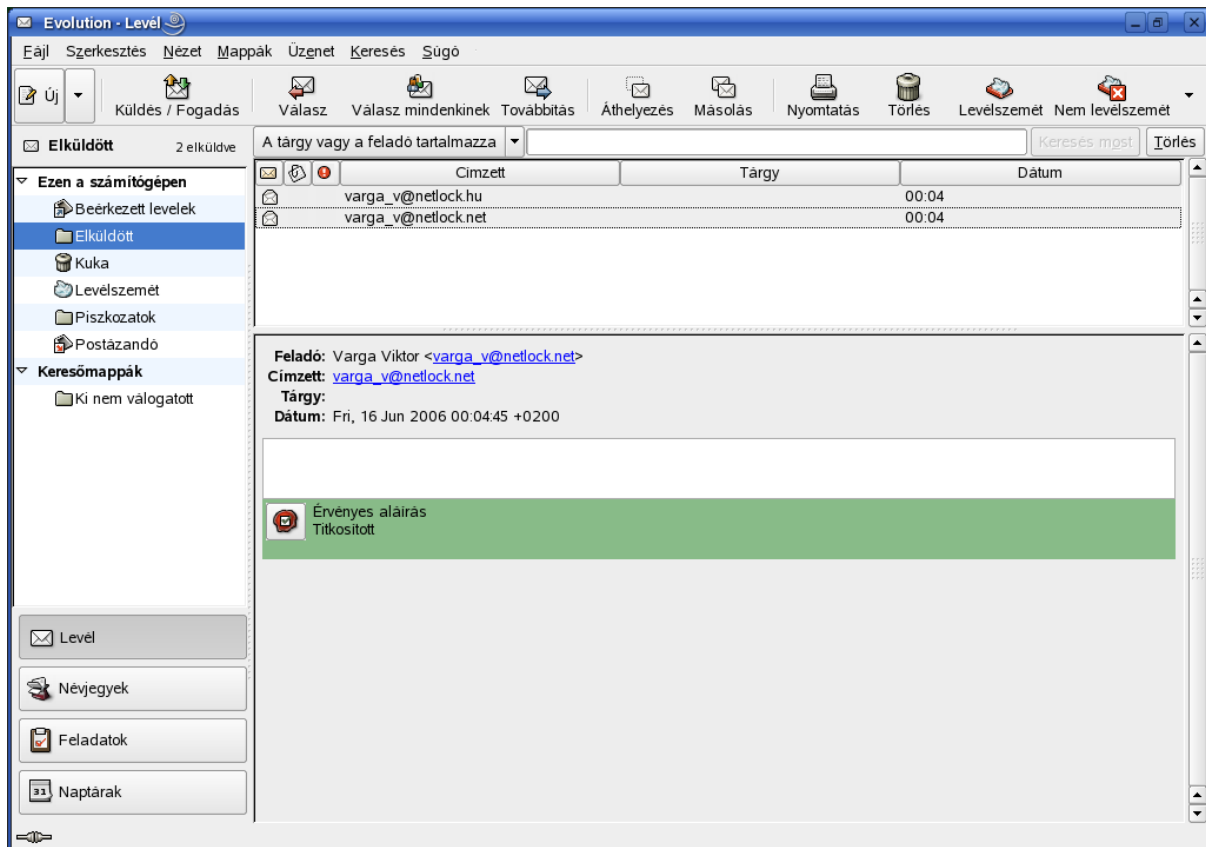 Evolution - Levél
Fájl Szerkesztés Nézet Mappák Üzenet Keresés Súgó
Új Küldés / Fogadás Válasz Válasz mindenkinek Továbbítás Áthelyezés Másolás Nyomtatás Törlés Levélszemét Nem levélszemét
Elküldött 2 elküldve
A tárgy vagy a feladó tartalmazza Keresés most Törlés
Ezen a számítógépen
Beérkezett levelek
Elküldött
Kuka
Levélszemét
Piszkozatok
Postázandó
Keresőmappák
Ki nem válogatott
Címzett Tárgy Dátum
varga_v@netlock.hu 00:04
varga_v@netlock.net 00:04
Feladó: Varga Viktor <varga_v@netlock.net>
Címzett: varga_v@netlock.net
Tárgy:
Dátum: Fri, 16 Jun 2006 00:04:45 +0200
Érvényes aláírás
Titkosított
Levél
Névjegyek
Feladatok
31 Naptárak